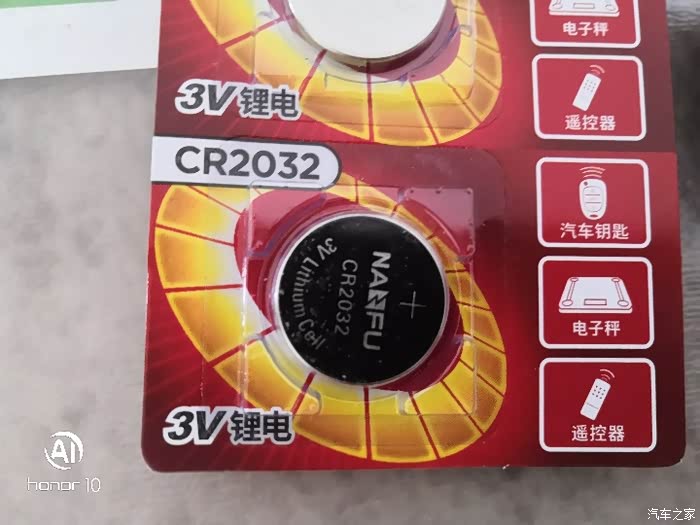 电子秤
3V锂电
遥控器
CR2032
汽车钥匙
NANFU
CR2032
3V Lithium Cell
+
电子秤
3V锂电
遥控器
AI
honor 10
汽车之家